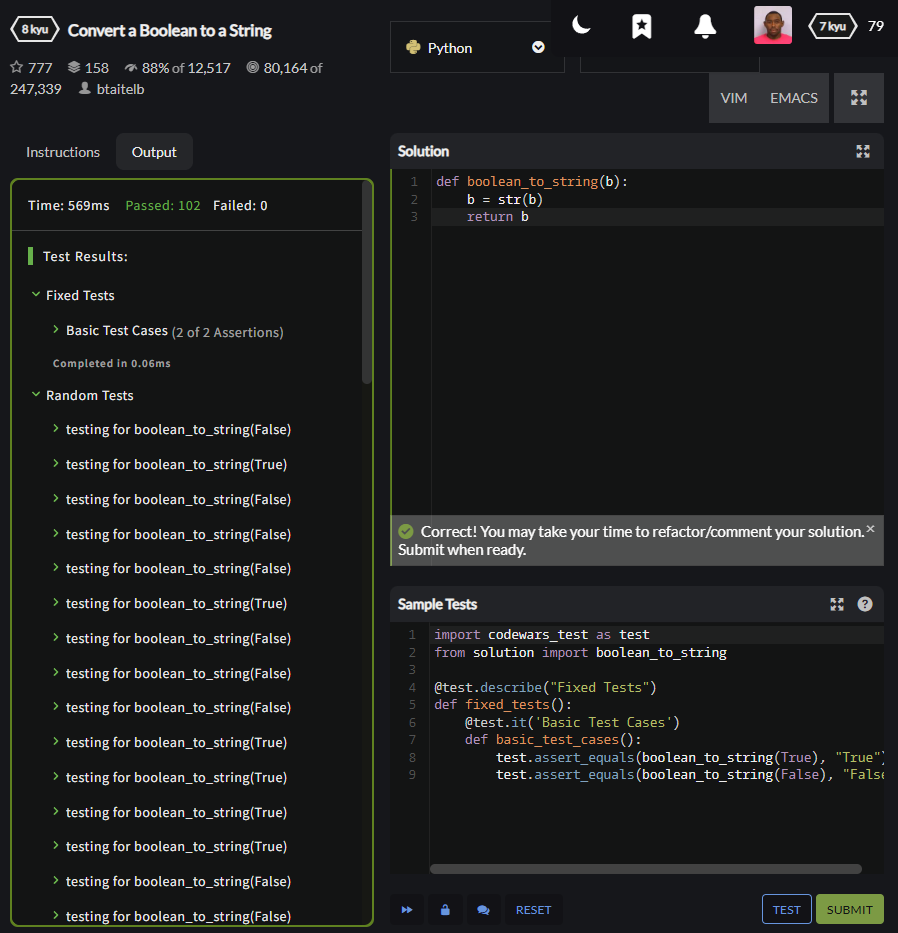 8 kyu Convert a Boolean to a String
777 158 88% of 12,517 80,164 of
247,339 btaitelb
Python
7 kyu 79
VIM EMACS
Instructions Output
Time: 569ms Passed: 102 Failed: 0
Test Results:
Fixed Tests
Basic Test Cases (2 of 2 Assertions)
Completed in 0.06ms
Random Tests
testing for boolean_to_string(False)
testing for boolean_to_string(True)
testing for boolean_to_string(False)
testing for boolean_to_string(False)
testing for boolean_to_string(False)
testing for boolean_to_string(True)
testing for boolean_to_string(False)
testing for boolean_to_string(False)
testing for boolean_to_string(False)
testing for boolean_to_string(True)
testing for boolean_to_string(True)
testing for boolean_to_string(True)
testing for boolean_to_string(True)
testing for boolean_to_string(False)
testing for boolean_to_string(False)
Solution
1 def boolean_to_string(b):
2 b = str(b)
3 return b
Correct! You may take your time to refactor/comment your solution. ×
Submit when ready.
Sample Tests ?
1 import codewars_test as test
2 from solution import boolean_to_string
3
4 @test.describe("Fixed Tests")
5 def fixed_tests():
6 @test.it('Basic Test Cases')
7 def basic_test_cases():
8 test.assert_equals(boolean_to_string(True), "True")
9 test.assert_equals(boolean_to_string(False), "False
RESET TEST SUBMIT